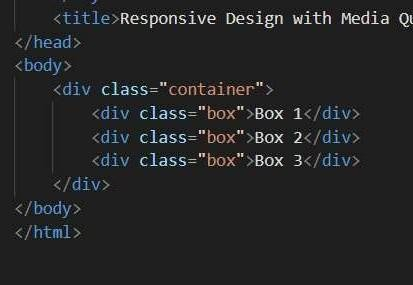 <title>Responsive Design with Media Qu
</head>
<body>
<div class="container">
<div class="box">Box 1</div>
<div class="box">Box 2</div>
<div class="box">Box 3</div>
</div>
</body>
</html>